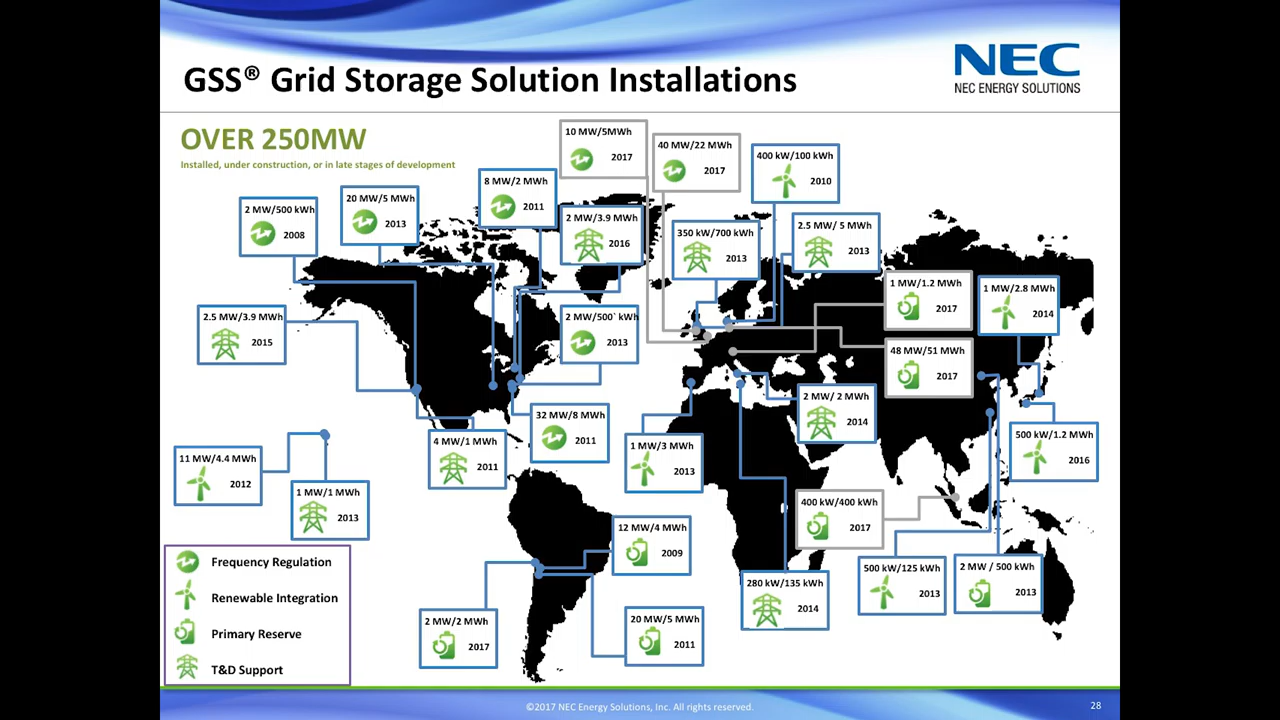 GSS® Grid Storage Solution Installations
NEC
NEC ENERGY SOLUTIONS
OVER 250MW
Installed, under construction, or in late stages of development
10 MW/5MWh
2017
40 MW/22 MWh
2017
400 kW/100 kWh
2010
8 MW/2 MWh
2011
20 MW/5 MWh
2013
2 MW/500 kWh
2008
2 MW/3.9 MWh
2016
350 kW/700 kWh
2013
2.5 MW/ 5 MWh
2013
1 MW/1.2 MWh
2017
1 MW/2.8 MWh
2014
2.5 MW/3.9 MWh
2015
2 MW/500` kWh
2013
48 MW/51 MWh
2017
2 MW/ 2 MWh
2014
32 MW/8 MWh
2011
4 MW/1 MWh
2011
1 MW/3 MWh
2013
500 kW/1.2 MWh
2016
11 MW/4.4 MWh
2012
1 MW/1 MWh
2013
400 kW/400 kWh
2017
12 MW/4 MWh
2009
280 kW/135 kWh
2014
500 kW/125 kWh
2013
2 MW / 500 kWh
2013
2 MW/2 MWh
2017
20 MW/5 MWh
2011
Frequency Regulation
Renewable Integration
Primary Reserve
T&D Support
©2017 NEC Energy Solutions, Inc. All rights reserved.
28